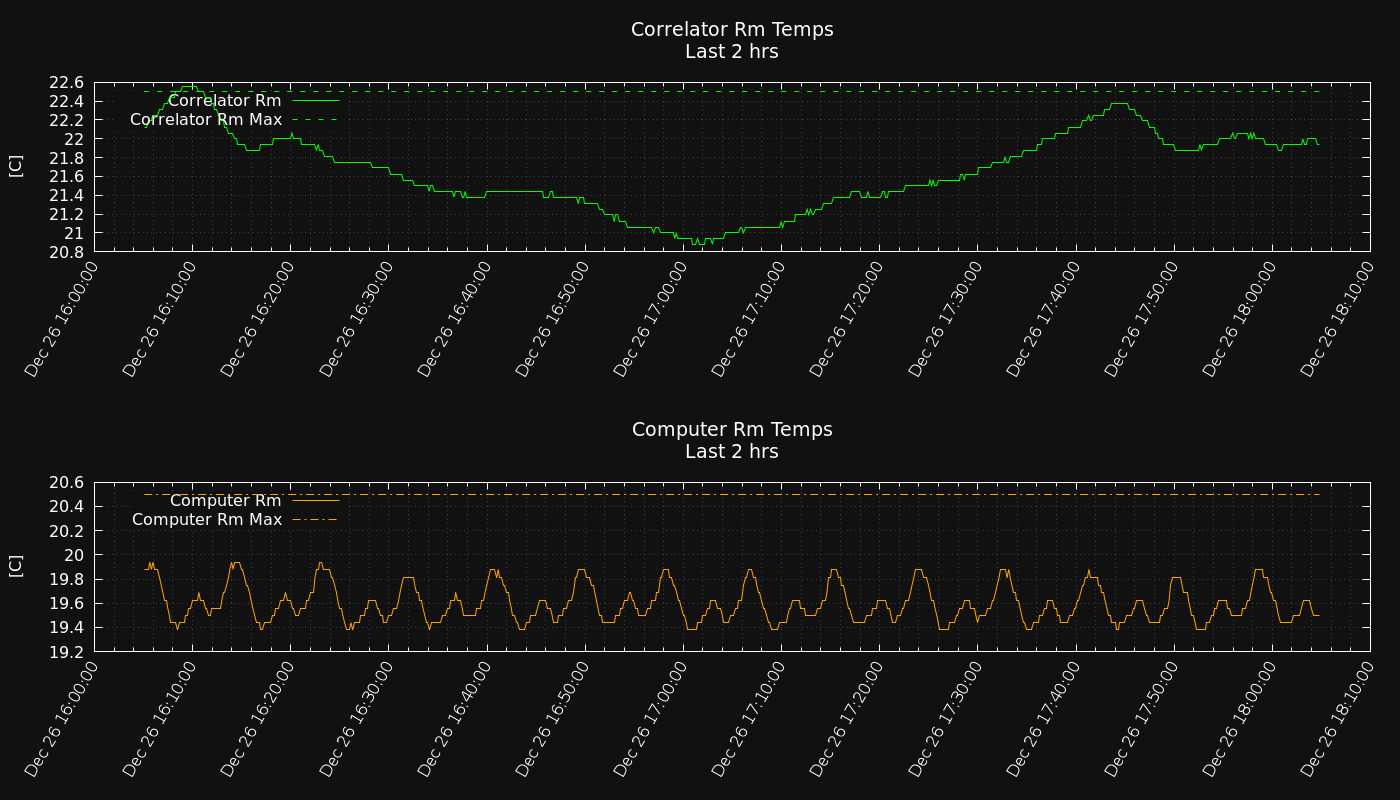 Correlator Rm Temps
Last 2 hrs
[C]
22.6
22.4
22.2
22
21.8
21.6
21.4
21.2
21
20.8
Correlator Rm
Correlator Rm Max
Dec 26 16:00:00
Dec 26 16:10:00
Dec 26 16:20:00
Dec 26 16:30:00
Dec 26 16:40:00
Dec 26 16:50:00
Dec 26 17:00:00
Dec 26 17:10:00
Dec 26 17:20:00
Dec 26 17:30:00
Dec 26 17:40:00
Dec 26 17:50:00
Dec 26 18:00:00
Dec 26 18:10:00
Computer Rm Temps
Last 2 hrs
[C]
20.6
20.4
20.2
20
19.8
19.6
19.4
19.2
Computer Rm
Computer Rm Max
Dec 26 16:00:00
Dec 26 16:10:00
Dec 26 16:20:00
Dec 26 16:30:00
Dec 26 16:40:00
Dec 26 16:50:00
Dec 26 17:00:00
Dec 26 17:10:00
Dec 26 17:20:00
Dec 26 17:30:00
Dec 26 17:40:00
Dec 26 17:50:00
Dec 26 18:00:00
Dec 26 18:10:00